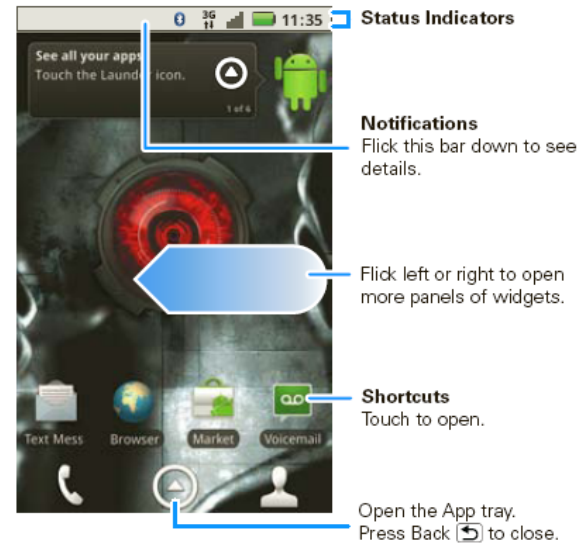 3G 11:35
Status Indicators
See all your apps
Touch the Launder icon.
1 of 6
Notifications
Flick this bar down to see
details.
Flick left or right to open
more panels of widgets.
Shortcuts
Touch to open.
Text Mess Browser Market Voicemail
Open the App tray.
Press Back to close.